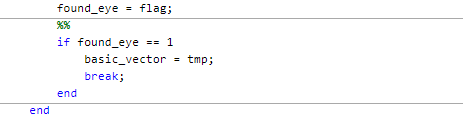 found_eye = flag;
%%
if found_eye == 1
basic_vector = tmp;
break;
end
end